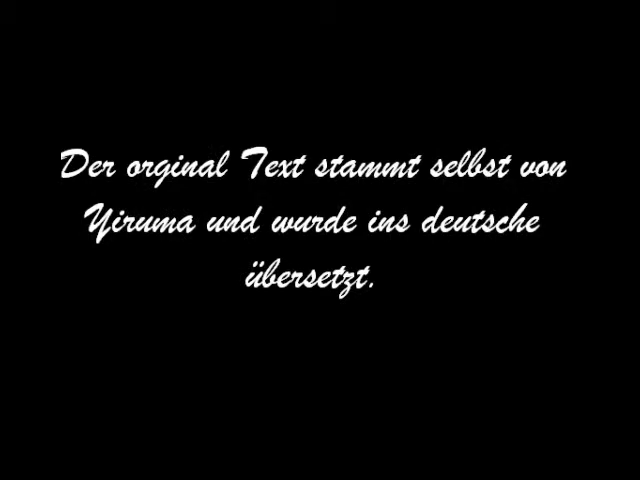 Der orginal Text stammt selbst von
Yiruma und wurde ins deutsche
übersetzt.